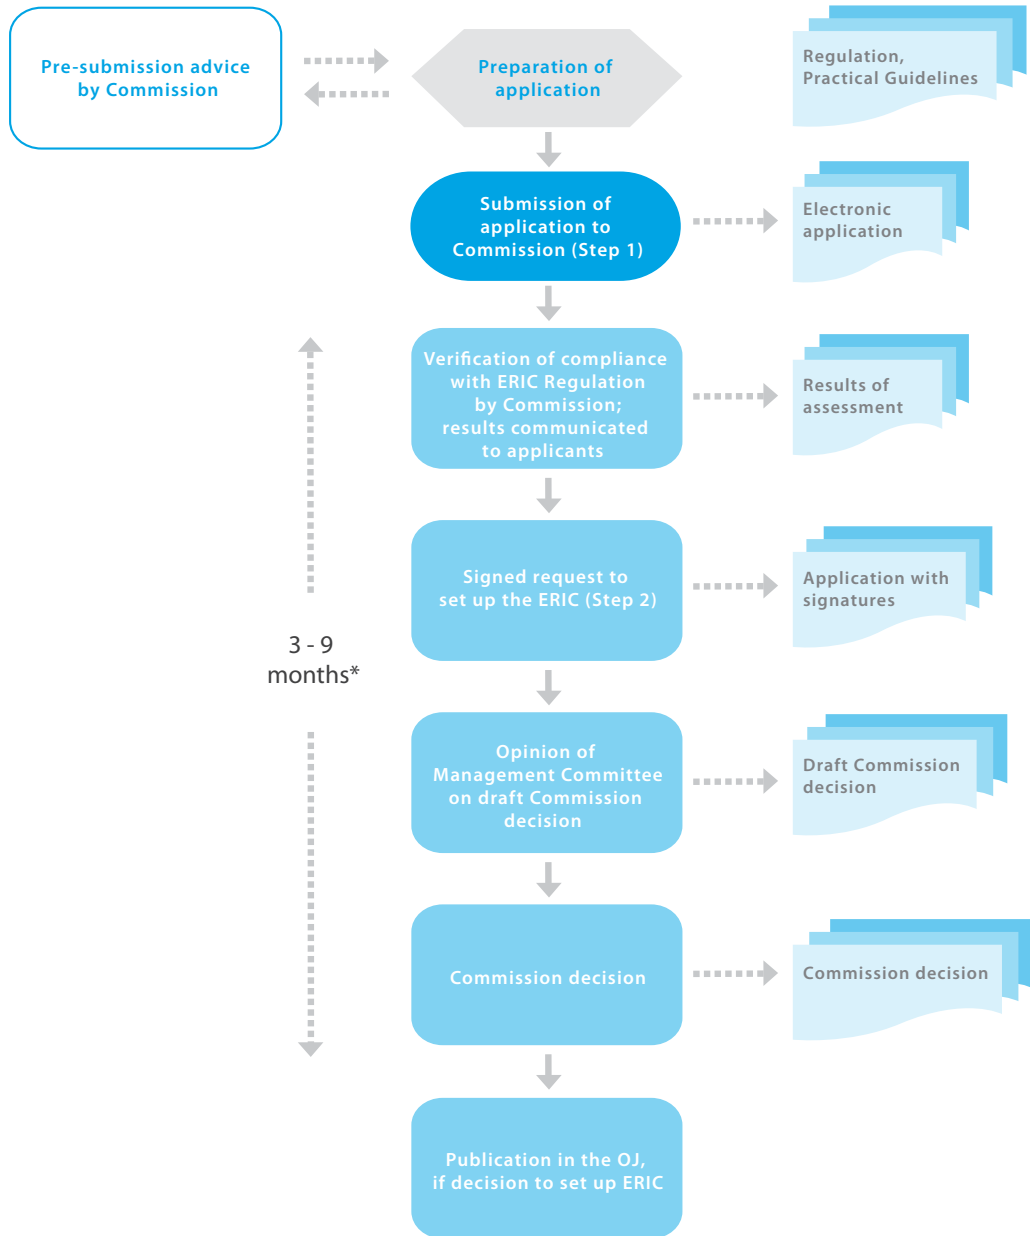 Pre-submission advice
by Commission
Preparation of
application
Regulation,
Practical Guidelines
Submission of
application to
Commission (Step 1)
Electronic
application
Verification of compliance
with ERIC Regulation
by Commission;
results communicated
to applicants
Results of
assessment
Signed request to
set up the ERIC (Step 2)
Application with
signatures
3 - 9
months*
Opinion of
Management Committee
on draft Commission
decision
Draft Commission
decision
Commission decision
Commission decision
Publication in the OJ,
if decision to set up ERIC